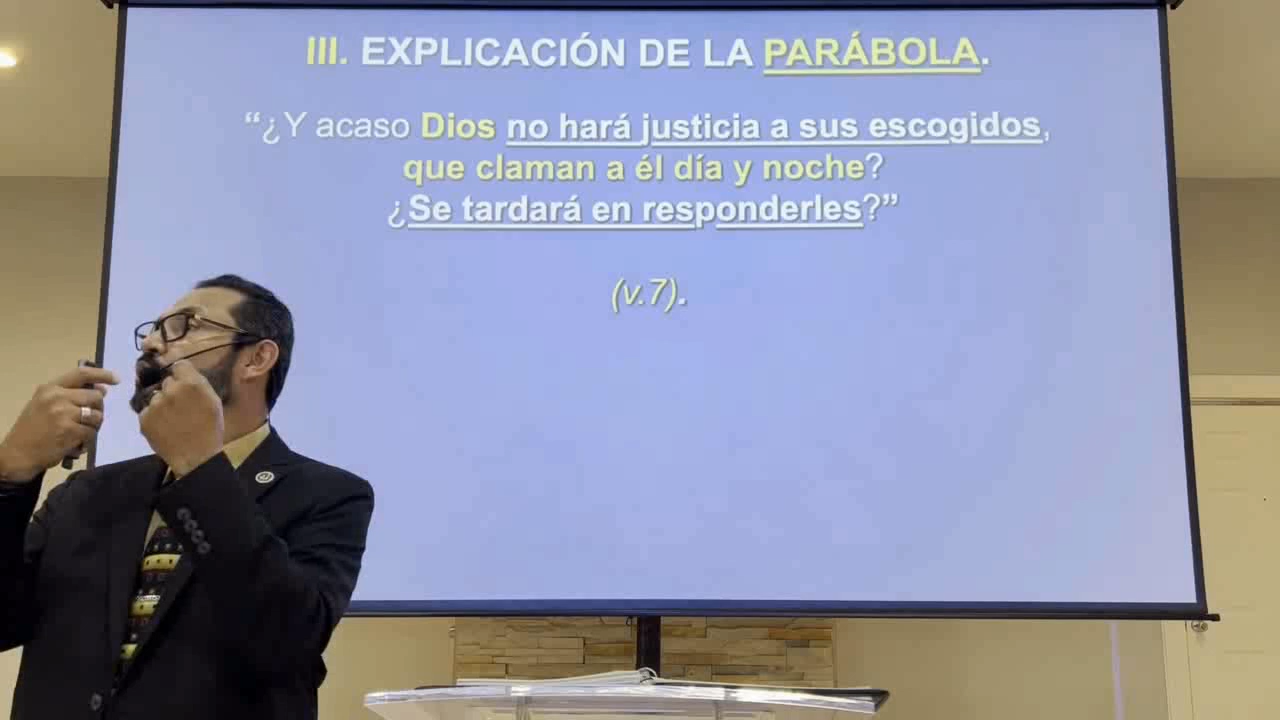 III. EXPLICACIÓN DE LA PARÁBOLA.
“¿Y acaso Dios no hará justicia a sus escogidos,
que claman a él día y noche?
¿Se tardará en responderles?”
(v.7).